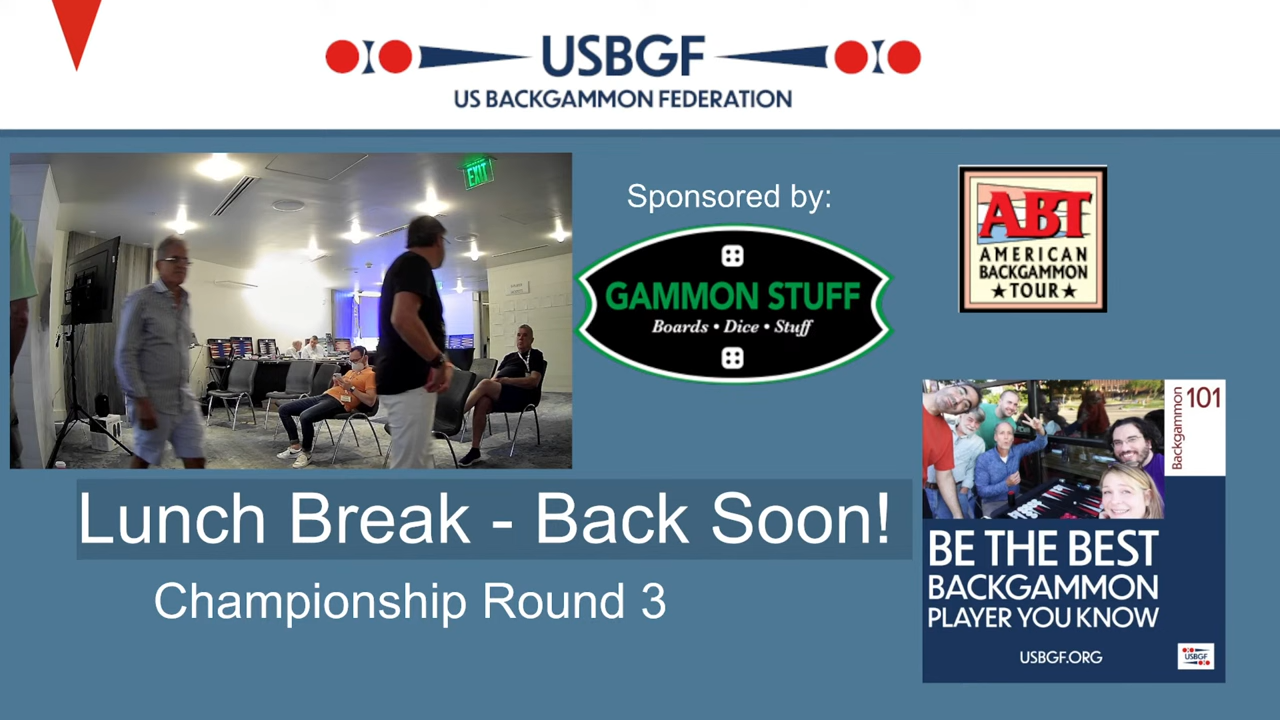 USBGF
US BACKGAMMON FEDERATION
EXIT
Sponsored by:
GAMMON STUFF
Boards • Dice • Stuff
ABT
AMERICAN
BACKGAMMON
★TOUR★
Lunch Break - Back Soon!
Championship Round 3
Backgammon
101
BE THE BEST
BACKGAMMON
PLAYER YOU KNOW
USBGF.ORG
USBGF